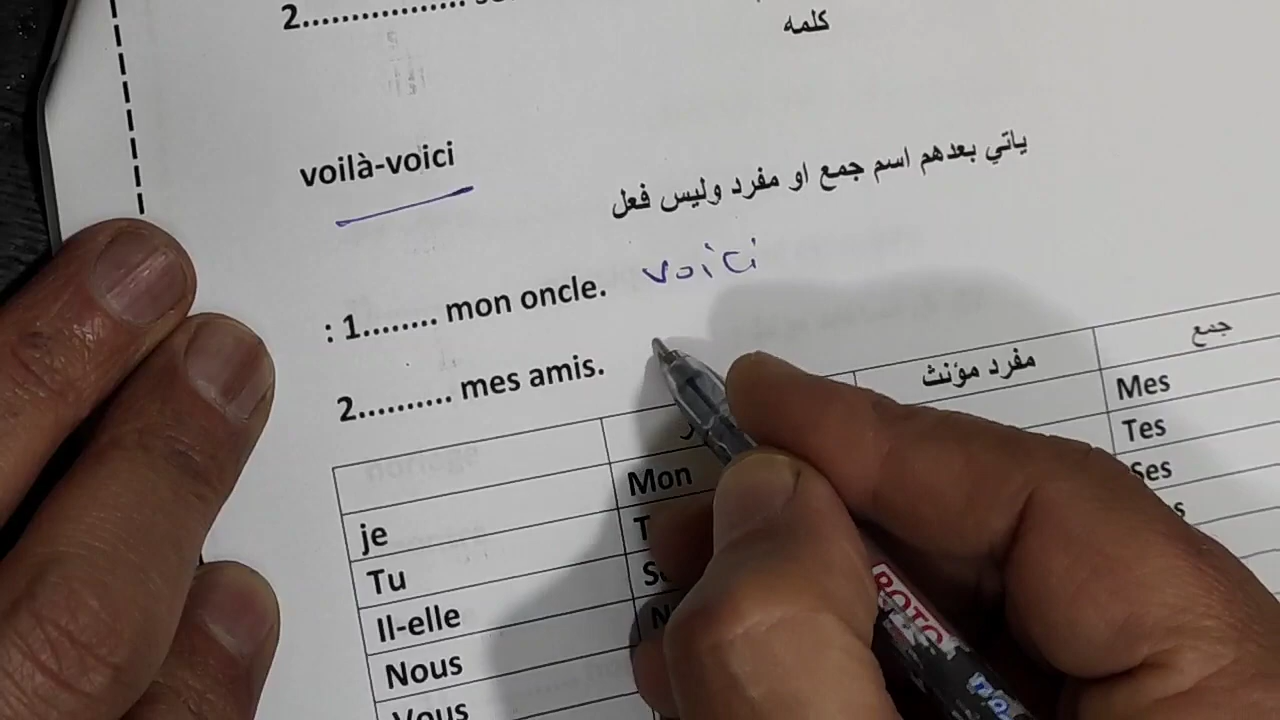 2.................
كلمه
voilà-voici
ياتي بعدهم اسم جمع او مفرد وليس فعل
: 1........ mon oncle. voici
2.......... mes amis.
مفرد مؤنث جمع
je Mon Mes
Tu Tes
Il-elle Ses
Nous
Vous
ROTO